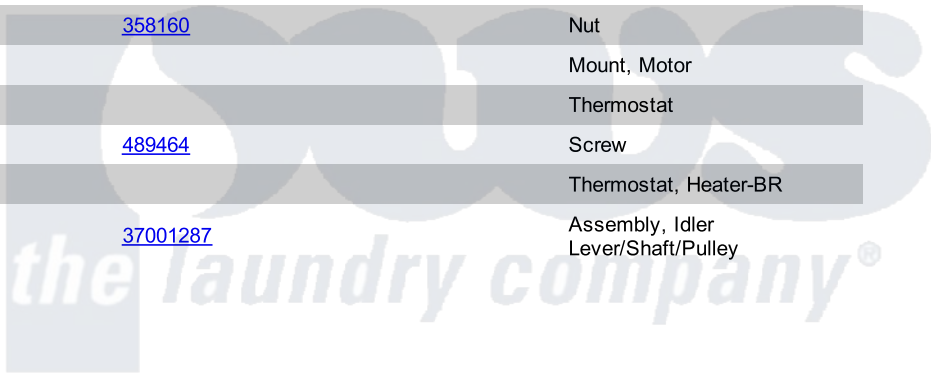 358160 Nut
Mount, Motor
Thermostat
489464 Screw
Thermostat, Heater-BR
37001287 Assembly, Idler
Lever/Shaft/Pulley
the laundry company®